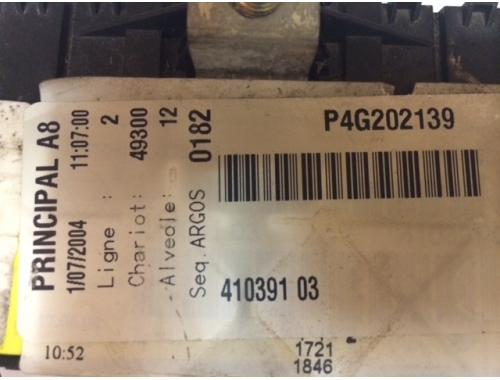 PRINCIPAL A8
1/07/2004 11:07:00
Ligne : 2
Chariot: 49300
Alveole: 12
Seq.ARGOS 0182
P4G202139
410391 03
10:52
1721
1846